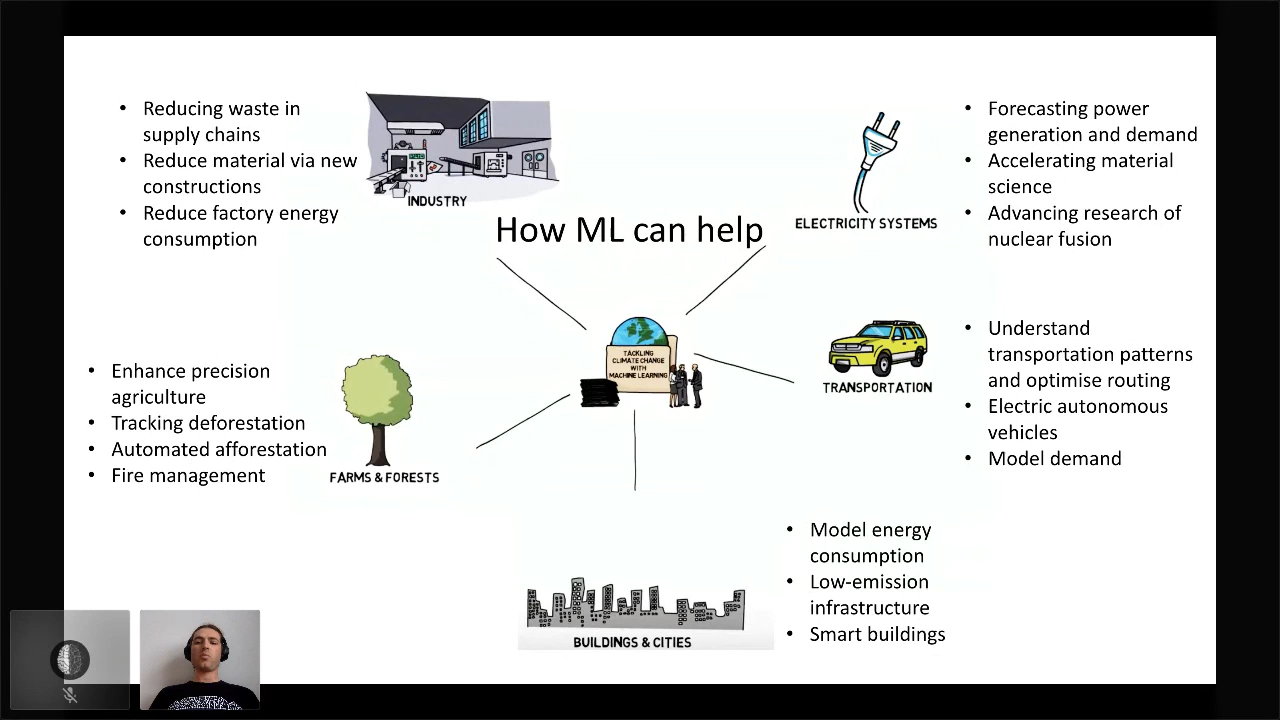 How ML can help
• Reducing waste in
supply chains
• Reduce material via new
constructions
• Reduce factory energy
consumption
INDUSTRY
ELECTRICITY SYSTEMS
• Forecasting power
generation and demand
• Accelerating material
science
• Advancing research of
nuclear fusion
TACKLING
CLIMATE CHANGE
WITH
MACHINE LEARNING
TRANSPORTATION
• Understand
transportation patterns
and optimise routing
• Electric autonomous
vehicles
• Model demand
• Enhance precision
agriculture
• Tracking deforestation
• Automated afforestation
• Fire management
FARMS & FORESTS
BUILDINGS & CITIES
• Model energy
consumption
• Low-emission
infrastructure
• Smart buildings